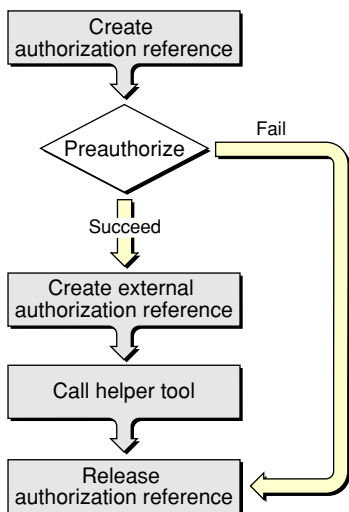 Create
authorization reference
Preauthorize
Fail
Succeed
Create external
authorization reference
Call helper tool
Release
authorization reference